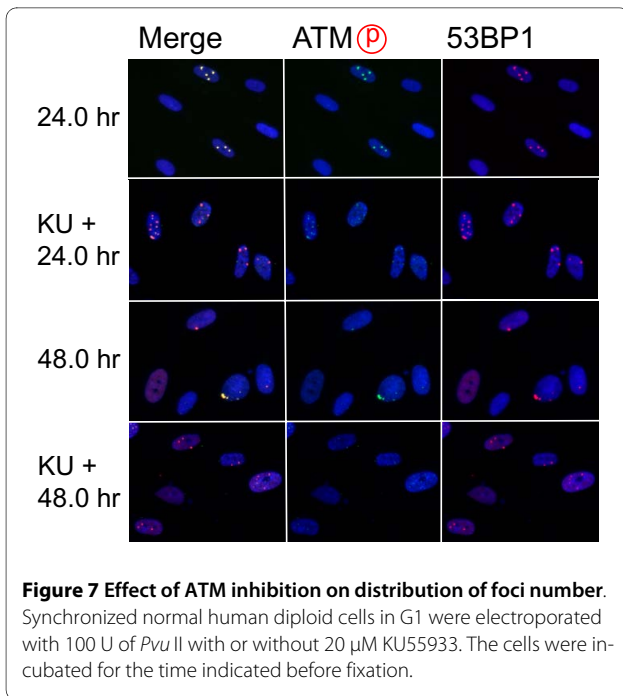 Merge ATM ⓟ 53BP1
24.0 hr
KU +
24.0 hr
48.0 hr
KU +
48.0 hr
Figure 7 Effect of ATM inhibition on distribution of foci number.
Synchronized normal human diploid cells in G1 were electroporated
with 100 U of Pvu II with or without 20 μM KU55933. The cells were in-
cubated for the time indicated before fixation.